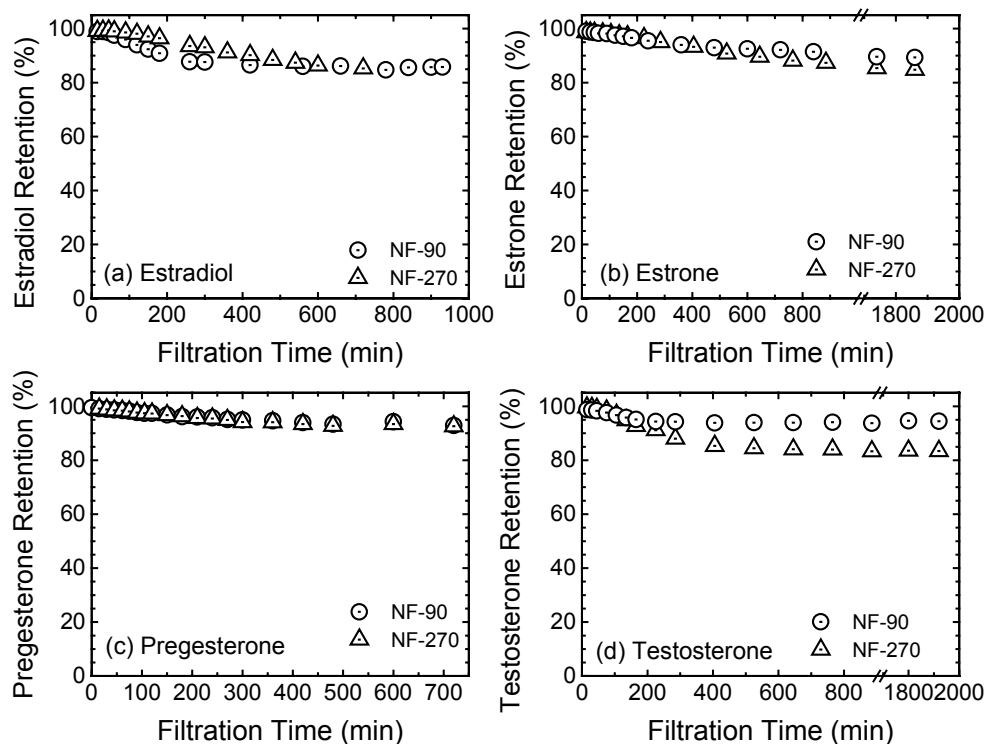 Estradiol Retention (%)
100
80
60
40
20
0
NF-90
NF-270
(a) Estradiol
0 200 400 600 800 1000
Filtration Time (min)
Estrone Retention (%)
100
80
60
40
20
0
NF-90
NF-270
(b) Estrone
0 200 400 600 800 1800 2000
Filtration Time (min)
Pregesterone Retention (%)
100
80
60
40
20
0
NF-90
NF-270
(c) Pregesterone
0 100 200 300 400 500 600 700
Filtration Time (min)
Testosterone Retention (%)
100
80
60
40
20
0
NF-90
NF-270
(d) Testosterone
0 200 400 600 800 1800 2000
Filtration Time (min)